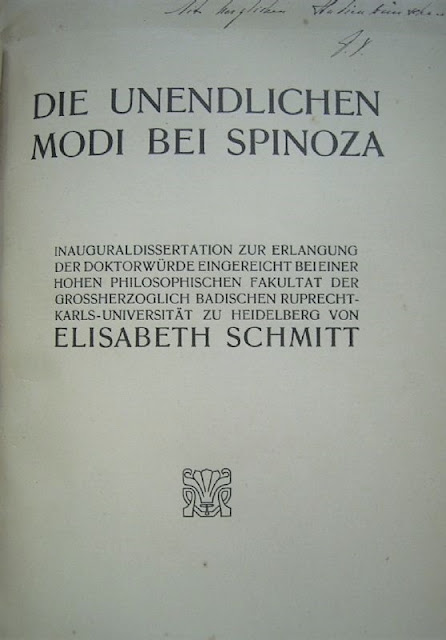 DIE UNENDLICHEN
MODI BEI SPINOZA
INAUGURALDISSERTATION ZUR ERLANGUNG
DER DOKTORWÜRDE EINGEREICHT BEI EINER
HOHEN PHILOSOPHISCHEN FAKULTAT DER
GROSSHERZOGLICH BADISCHEN RUPRECHT-
KARLS-UNIVERSITÄT ZU HEIDELBERG VON
ELISABETH SCHMITT